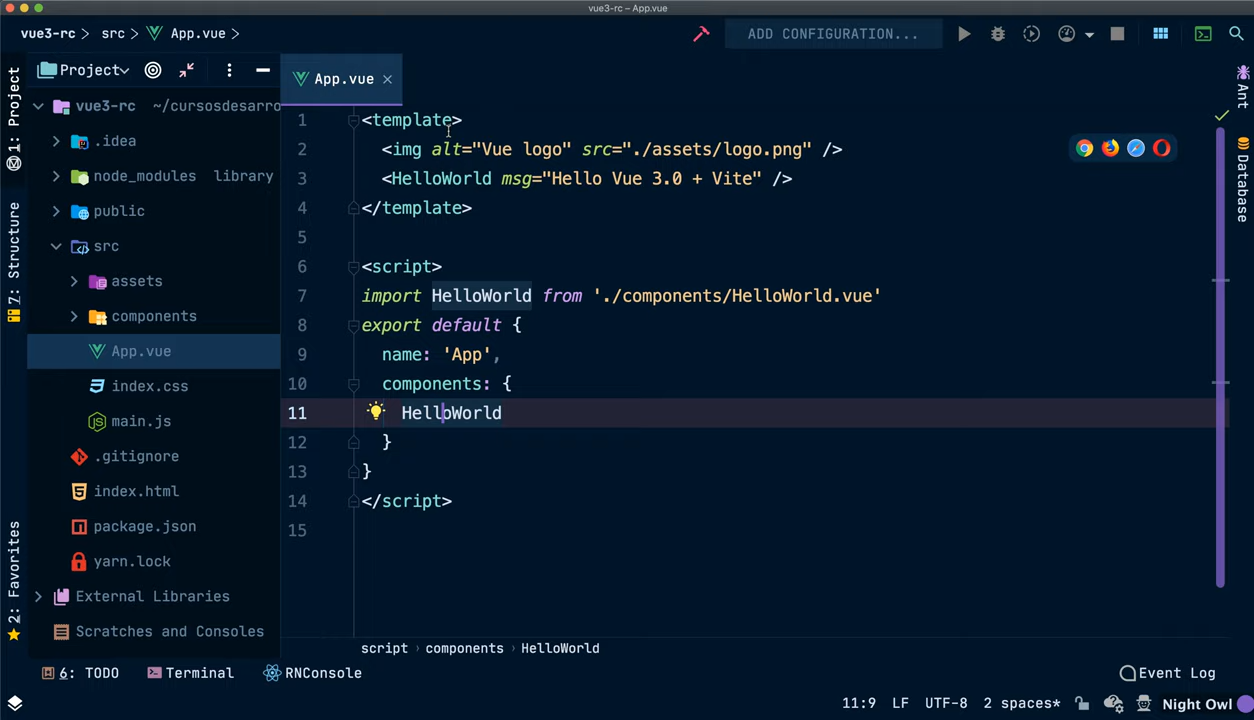 vue3-rc – App.vue
vue3-rc > src > App.vue >
ADD CONFIGURATION...
Project
App.vue
1: Project
7: Structure
2: Favorites
vue3-rc ~/cursosdesarro
.idea
node_modules library
public
src
assets
components
App.vue
index.css
main.js
.gitignore
index.html
package.json
yarn.lock
External Libraries
Scratches and Consoles
1 <template>
2 <img alt="Vue logo" src="./assets/logo.png" />
3 <HelloWorld msg="Hello Vue 3.0 + Vite" />
4 </template>
5
6 <script>
7 import HelloWorld from './components/HelloWorld.vue'
8 export default {
9 name: 'App',
10 components: {
11 HelloWorld
12 }
13 }
14 </script>
15
Ant
Database
script › components › HelloWorld
6: TODO Terminal RNConsole Event Log
11:9 LF UTF-8 2 spaces* Night Owl